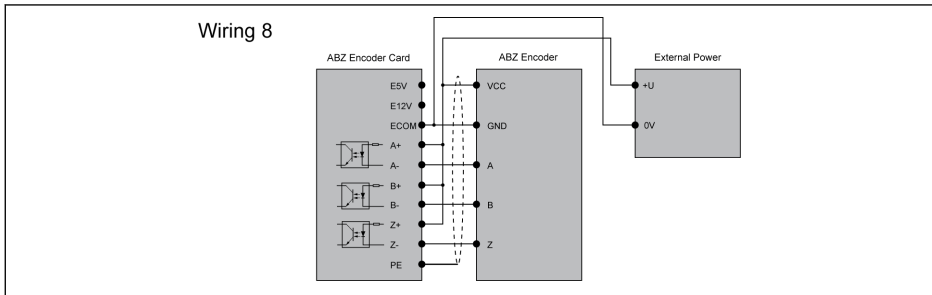 Wiring 8
ABZ Encoder Card
ABZ Encoder
External Power
E5V
VCC
+U
E12V
ECOM
GND
0V
A+
A-
A
B+
B-
B
Z+
Z-
Z
PE